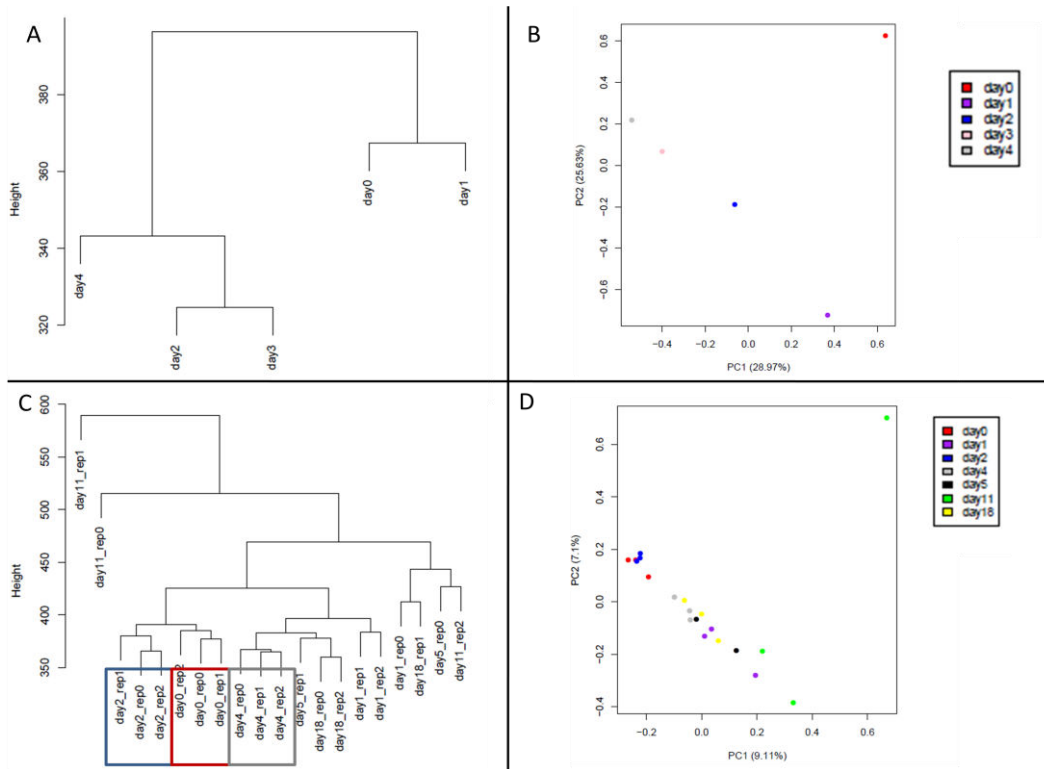 A
Height
380
360
340
320
day4
day2
day3
day0
day1
B
PC2 (25.63%)
0.6
0.4
0.2
0.0
−0.2
−0.4
−0.6
−0.4
−0.2
0.0
0.2
0.4
0.6
PC1 (28.97%)
day0
day1
day2
day3
day4
C
Height
600
550
500
450
400
350
day11_rep1
day11_rep0
day2_rep1
day2_rep0
day2_rep2
day0_rep2
day0_rep0
day0_rep1
day4_rep0
day4_rep1
day4_rep2
day5_rep1
day18_rep0
day18_rep2
day1_rep1
day1_rep2
day1_rep0
day18_rep1
day5_rep0
day11_rep2
D
PC2 (7.1%)
0.6
0.4
0.2
0.0
−0.2
−0.4
−0.2
0.0
0.2
0.4
0.6
PC1 (9.11%)
day0
day1
day2
day4
day5
day11
day18